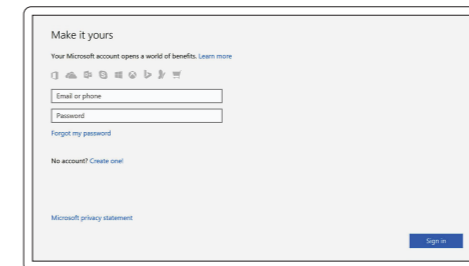 Make it yours
Your Microsoft account opens a world of benefits. Learn more
Email or phone
Password
Forgot my password
No account? Create one!
Microsoft privacy statement
Sign in